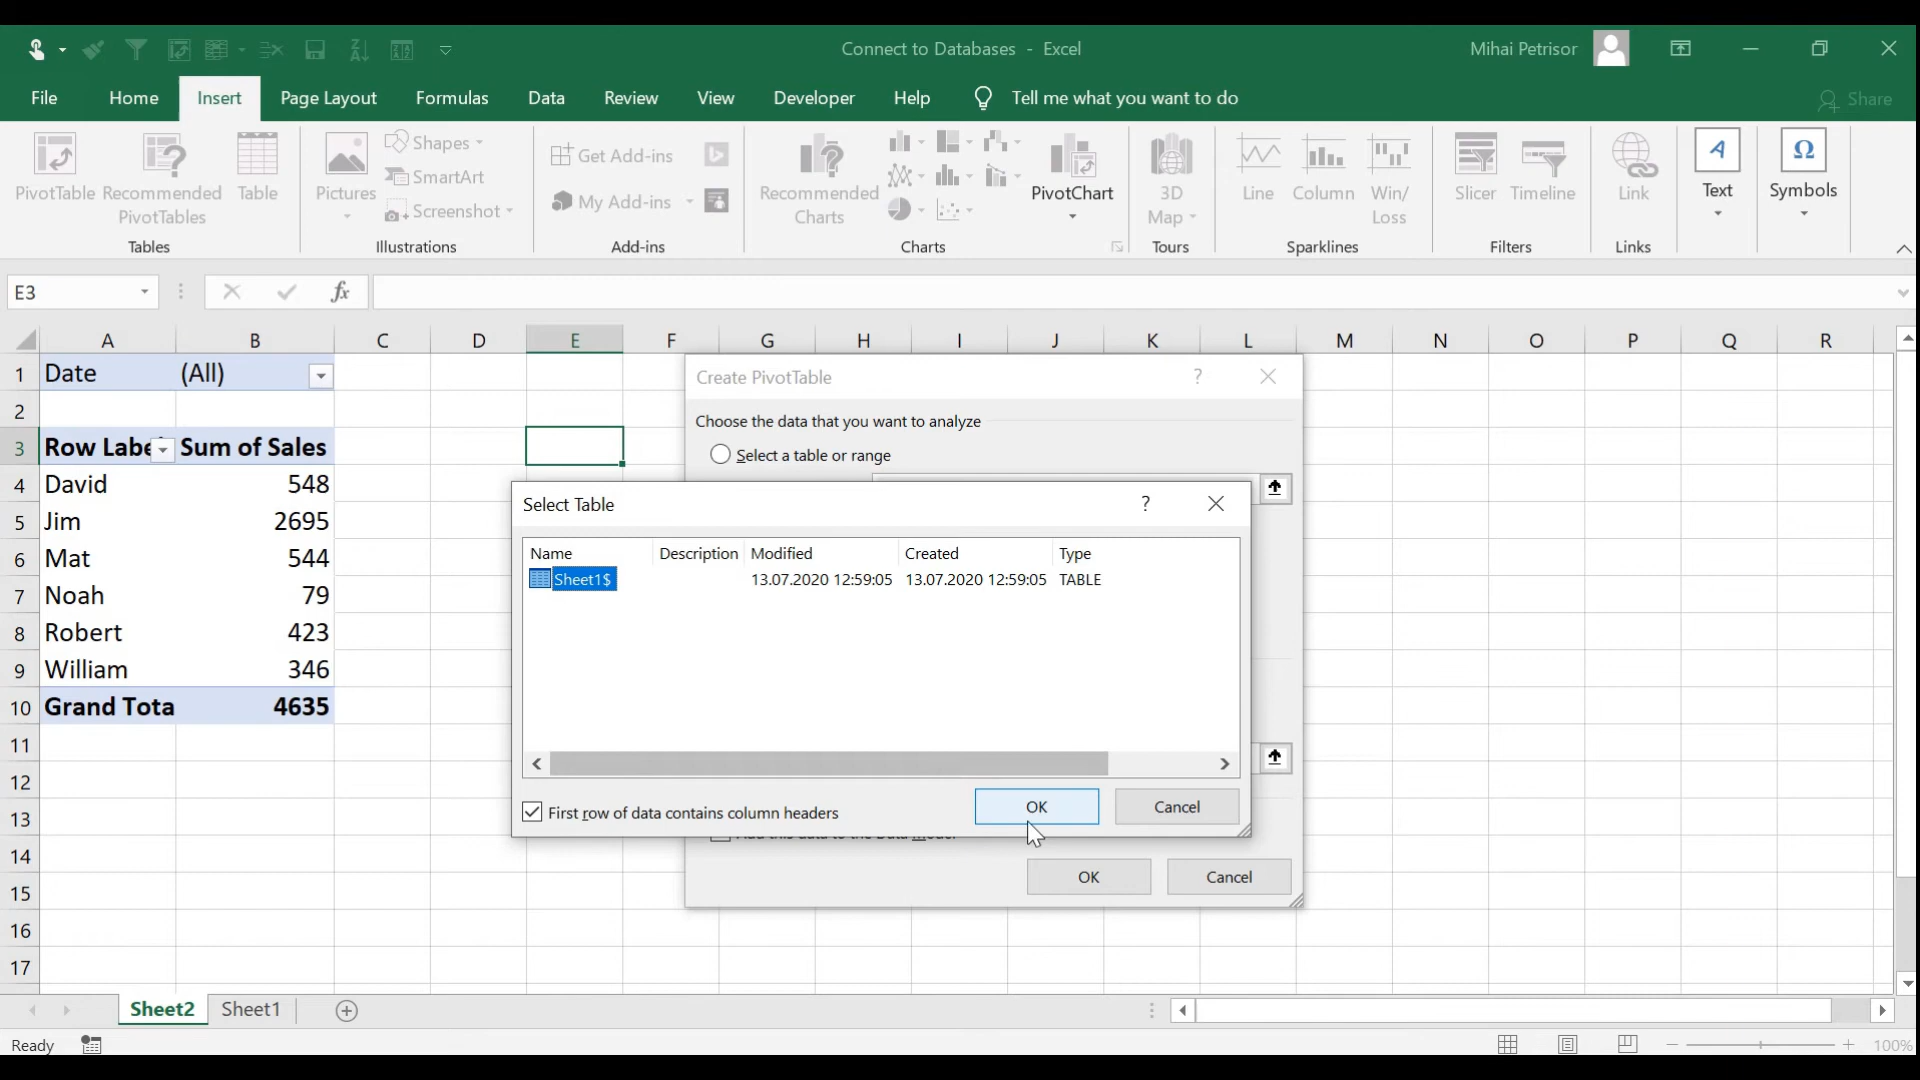 Connect to Databases - Excel
Mihai Petrisor
File Home Insert Page Layout Formulas Data Review View Developer Help Tell me what you want to do
Share
PivotTable
Recommended
PivotTables
Table
Tables
Pictures
Shapes
SmartArt
Screenshot
Illustrations
Get Add-ins
My Add-ins
Add-ins
Recommended
Charts
PivotChart
Charts
3D
Map
Tours
Line
Column
Win/
Loss
Sparklines
Slicer
Timeline
Filters
Link
Links
A
Text
Ω
Symbols
E3
fx
A B C D E F G H I J K L M N O P Q R
1 Date (All)
2
3 Row Labe Sum of Sales
4 David 548
5 Jim 2695
6 Mat 544
7 Noah 79
8 Robert 423
9 William 346
10 Grand Tota 4635
11
12
13
14
15
16
17
Create PivotTable ?
Choose the data that you want to analyze
Select a table or range
Select Table ?
Name Description Modified Created Type
Sheet1$ 13.07.2020 12:59:05 13.07.2020 12:59:05 TABLE
First row of data contains column headers
OK Cancel
OK Cancel
Sheet2 Sheet1
Ready
100%